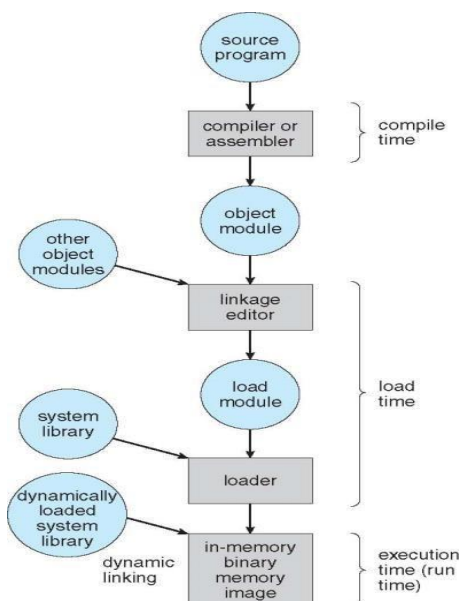 source
program
compiler or
assembler
compile
time
object
module
other
object
modules
linkage
editor
load
module
load
time
system
library
loader
dynamically
loaded
system
library
dynamic
linking
in-memory
binary
memory
image
execution
time (run
time)